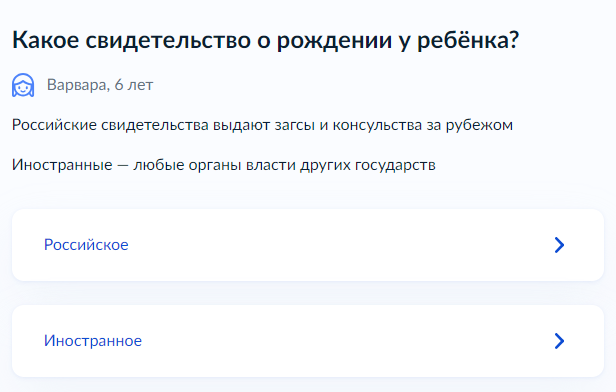 Какое свидетельство о рождении у ребёнка?
Варвара, 6 лет
Российские свидетельства выдают загсы и консульства за рубежом
Иностранные — любые органы власти других государств
Российское
Иностранное